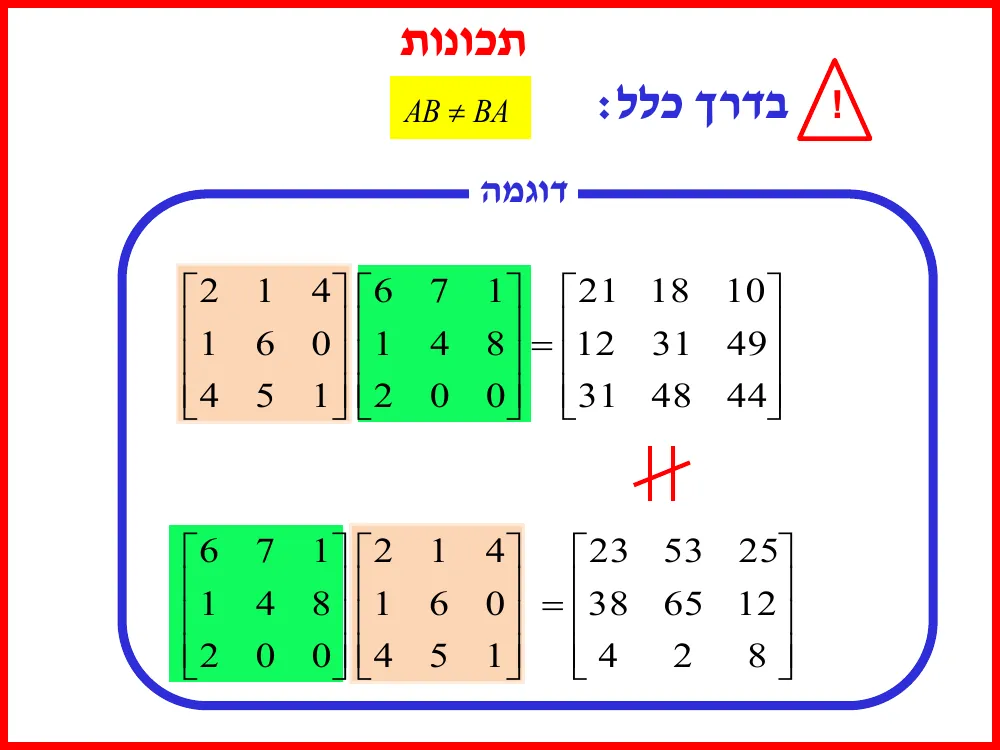 תכונות
בדרך כלל:
!
AB ≠ BA
דוגמה
[2 1 4] [6 7 1] [21 18 10]
[1 6 0] [1 4 8] = [12 31 49]
[4 5 1] [2 0 0] [31 48 44]
[6 7 1] [2 1 4] [23 53 25]
[1 4 8] [1 6 0] = [38 65 12]
[2 0 0] [4 5 1] [4 2 8]